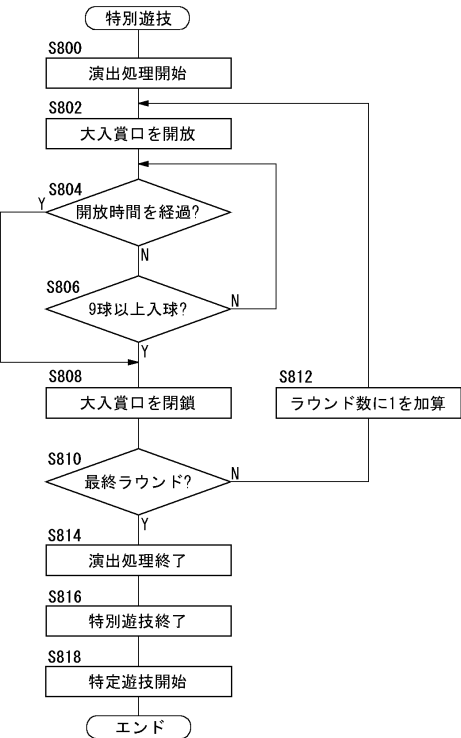 特別遊技
S800
演出処理開始
S802
大入賞口を開放
S804
Y
開放時間を経過?
N
S806
9球以上入球?
N
Y
S808
大入賞口を閉鎖
S812
ラウンド数に1を加算
S810
最終ラウンド?
N
Y
S814
演出処理終了
S816
特別遊技終了
S818
特定遊技開始
エンド